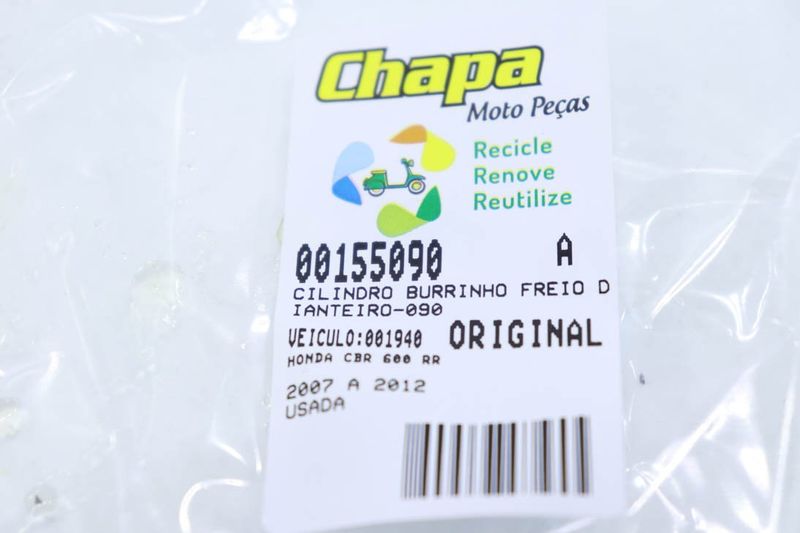 Chapa
Moto Peças
Recicle
Renove
Reutilize
00155090 A
CILINDRO BURRINHO FREIO D
IANTEIRO-090
VEICULO:001940 ORIGINAL
HONDA CBR 600 RR
2007 A 2012
USADA